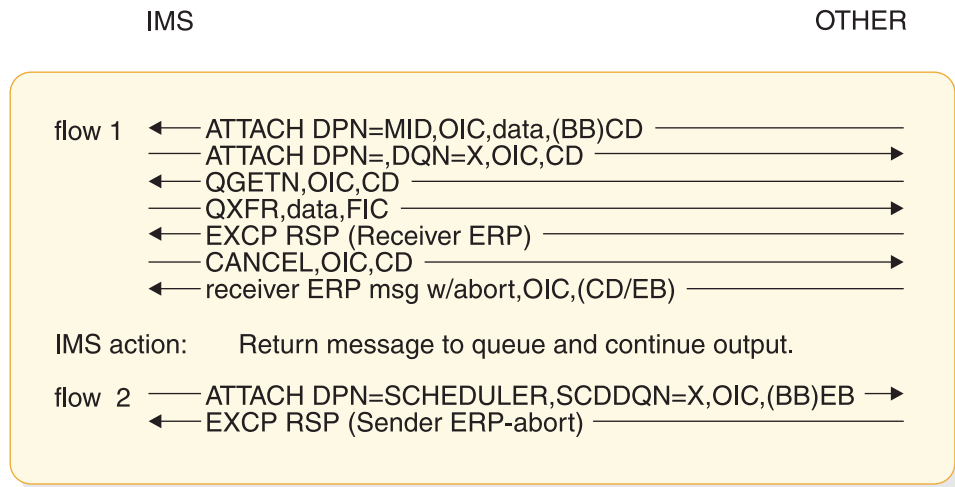 IMS OTHER
flow 1 ATTACH DPN=MID,OIC,data,(BB)CD
ATTACH DPN=,DQN=X,OIC,CD
QGETN,OIC,CD
QXFR,data,FIC
EXCP RSP (Receiver ERP)
CANCEL,OIC,CD
receiver ERP msg w/abort,OIC,(CD/EB)
IMS action: Return message to queue and continue output.
flow 2 ATTACH DPN=SCHEDULER,SCDDQN=X,OIC,(BB)EB
EXCP RSP (Sender ERP-abort)